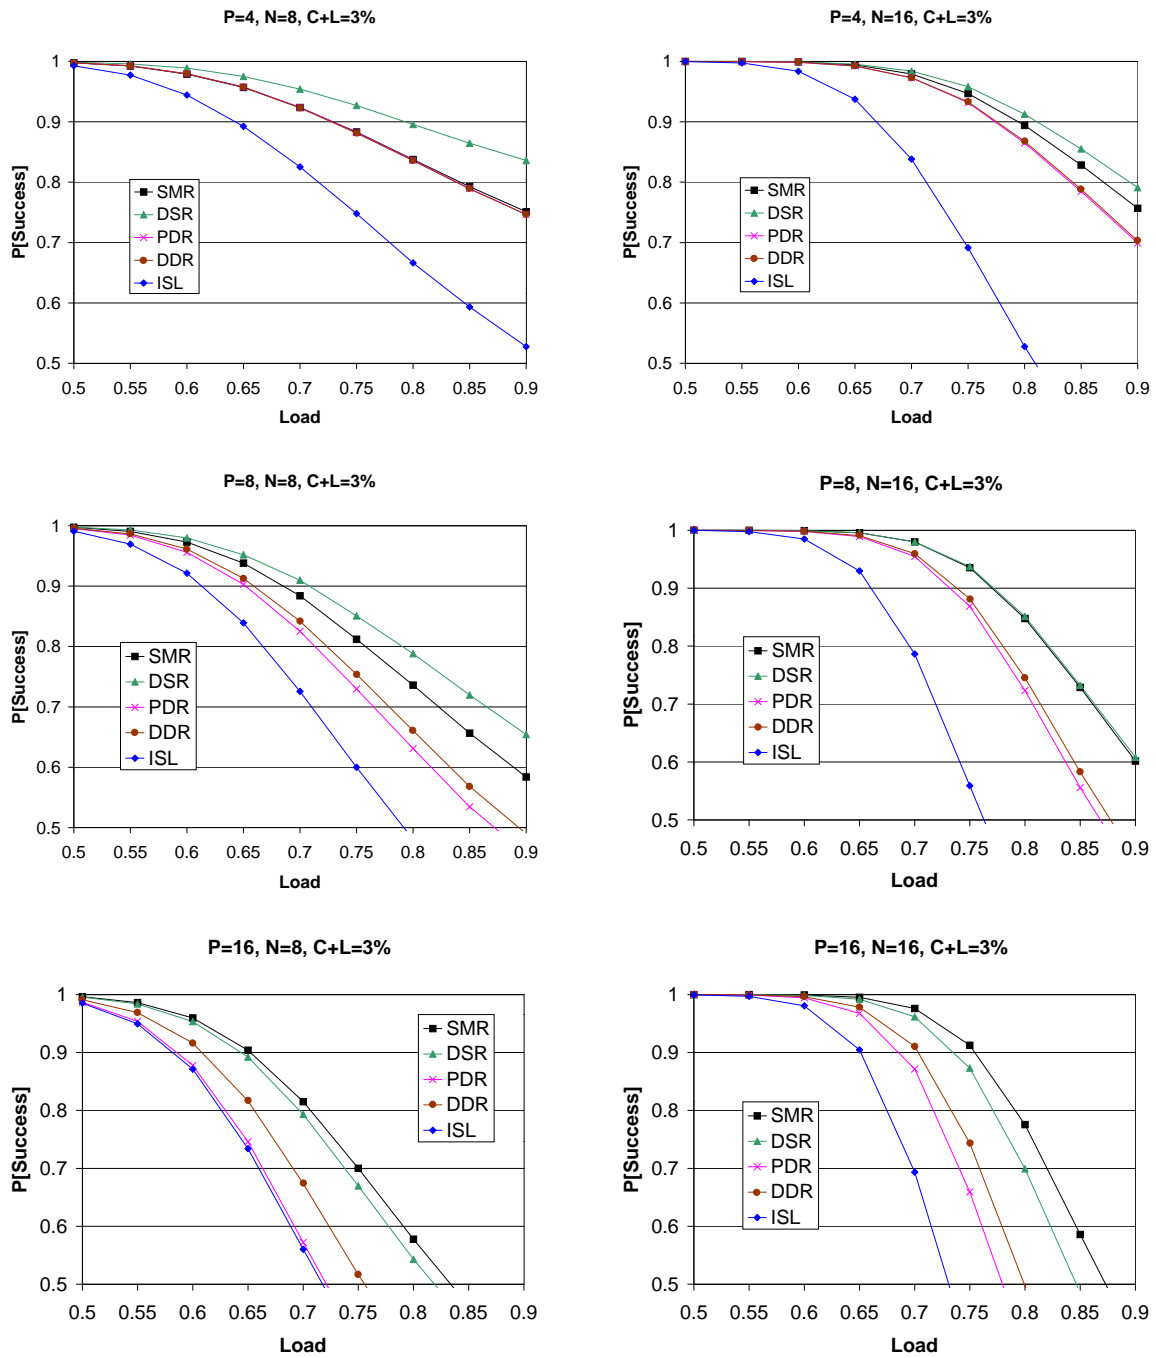 P=4, N=8, C+L=3%
1
0.9
0.8
0.7
0.6
0.5
P[Success]
SMR
DSR
PDR
DDR
ISL
0.5 0.55 0.6 0.65 0.7 0.75 0.8 0.85 0.9
Load
P=4, N=16, C+L=3%
1
0.9
0.8
0.7
0.6
0.5
P[Success]
SMR
DSR
PDR
DDR
ISL
0.5 0.55 0.6 0.65 0.7 0.75 0.8 0.85 0.9
Load
P=8, N=8, C+L=3%
1
0.9
0.8
0.7
0.6
0.5
P[Success]
SMR
DSR
PDR
DDR
ISL
0.5 0.55 0.6 0.65 0.7 0.75 0.8 0.85 0.9
Load
P=8, N=16, C+L=3%
1
0.9
0.8
0.7
0.6
0.5
P[Success]
SMR
DSR
PDR
DDR
ISL
0.5 0.55 0.6 0.65 0.7 0.75 0.8 0.85 0.9
Load
P=16, N=8, C+L=3%
1
0.9
0.8
0.7
0.6
0.5
P[Success]
SMR
DSR
PDR
DDR
ISL
0.5 0.55 0.6 0.65 0.7 0.75 0.8 0.85 0.9
Load
P=16, N=16, C+L=3%
1
0.9
0.8
0.7
0.6
0.5
P[Success]
SMR
DSR
PDR
DDR
ISL
0.5 0.55 0.6 0.65 0.7 0.75 0.8 0.85 0.9
Load